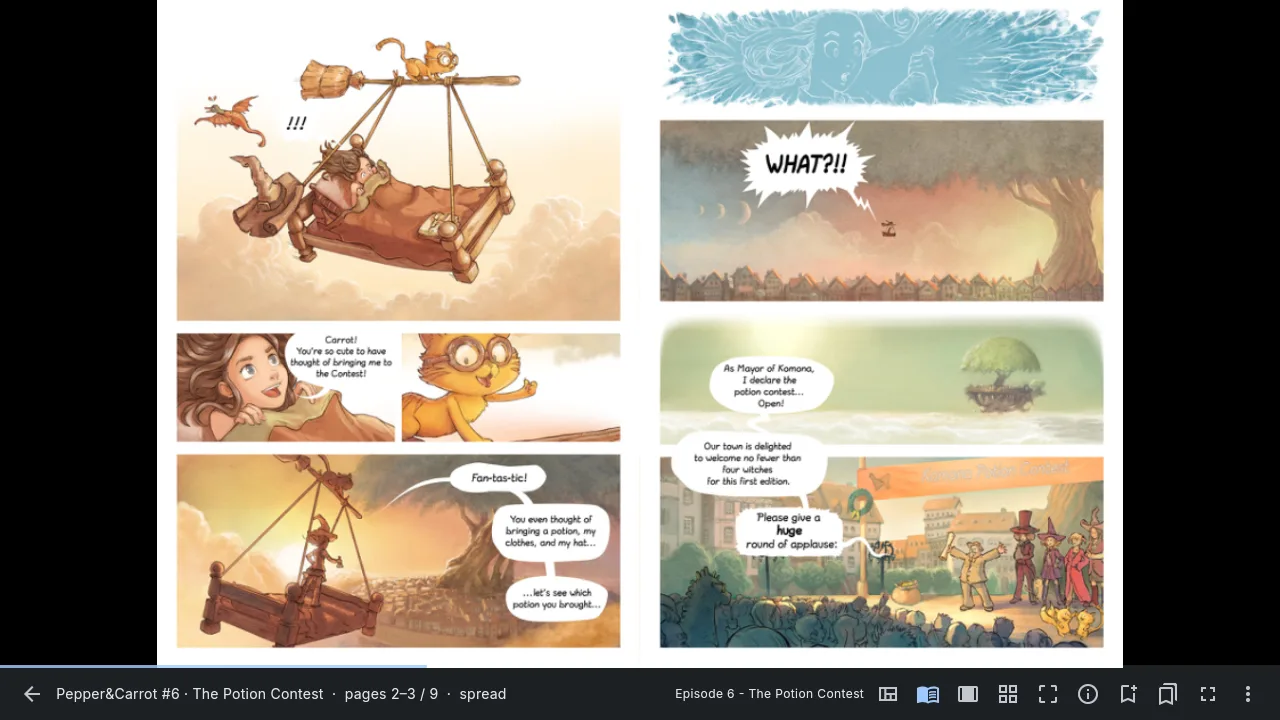 !!!
Carrot!
You're so cute to have
thought of bringing me to
the Contest!
Fan-tas-tic!
You even thought of
bringing a potion, my
clothes, and my hat...
...let's see which
potion you brought...
WHAT?!!
As Mayor of Komona,
I declare the
potion contest...
Open!
Our town is delighted
to welcome no fewer than
four witches
for this first edition.
Please give a
huge
round of applause:
Komona Potion Contest
Pepper&Carrot #6 · The Potion Contest · pages 2–3 / 9 · spread
Episode 6 - The Potion Contest